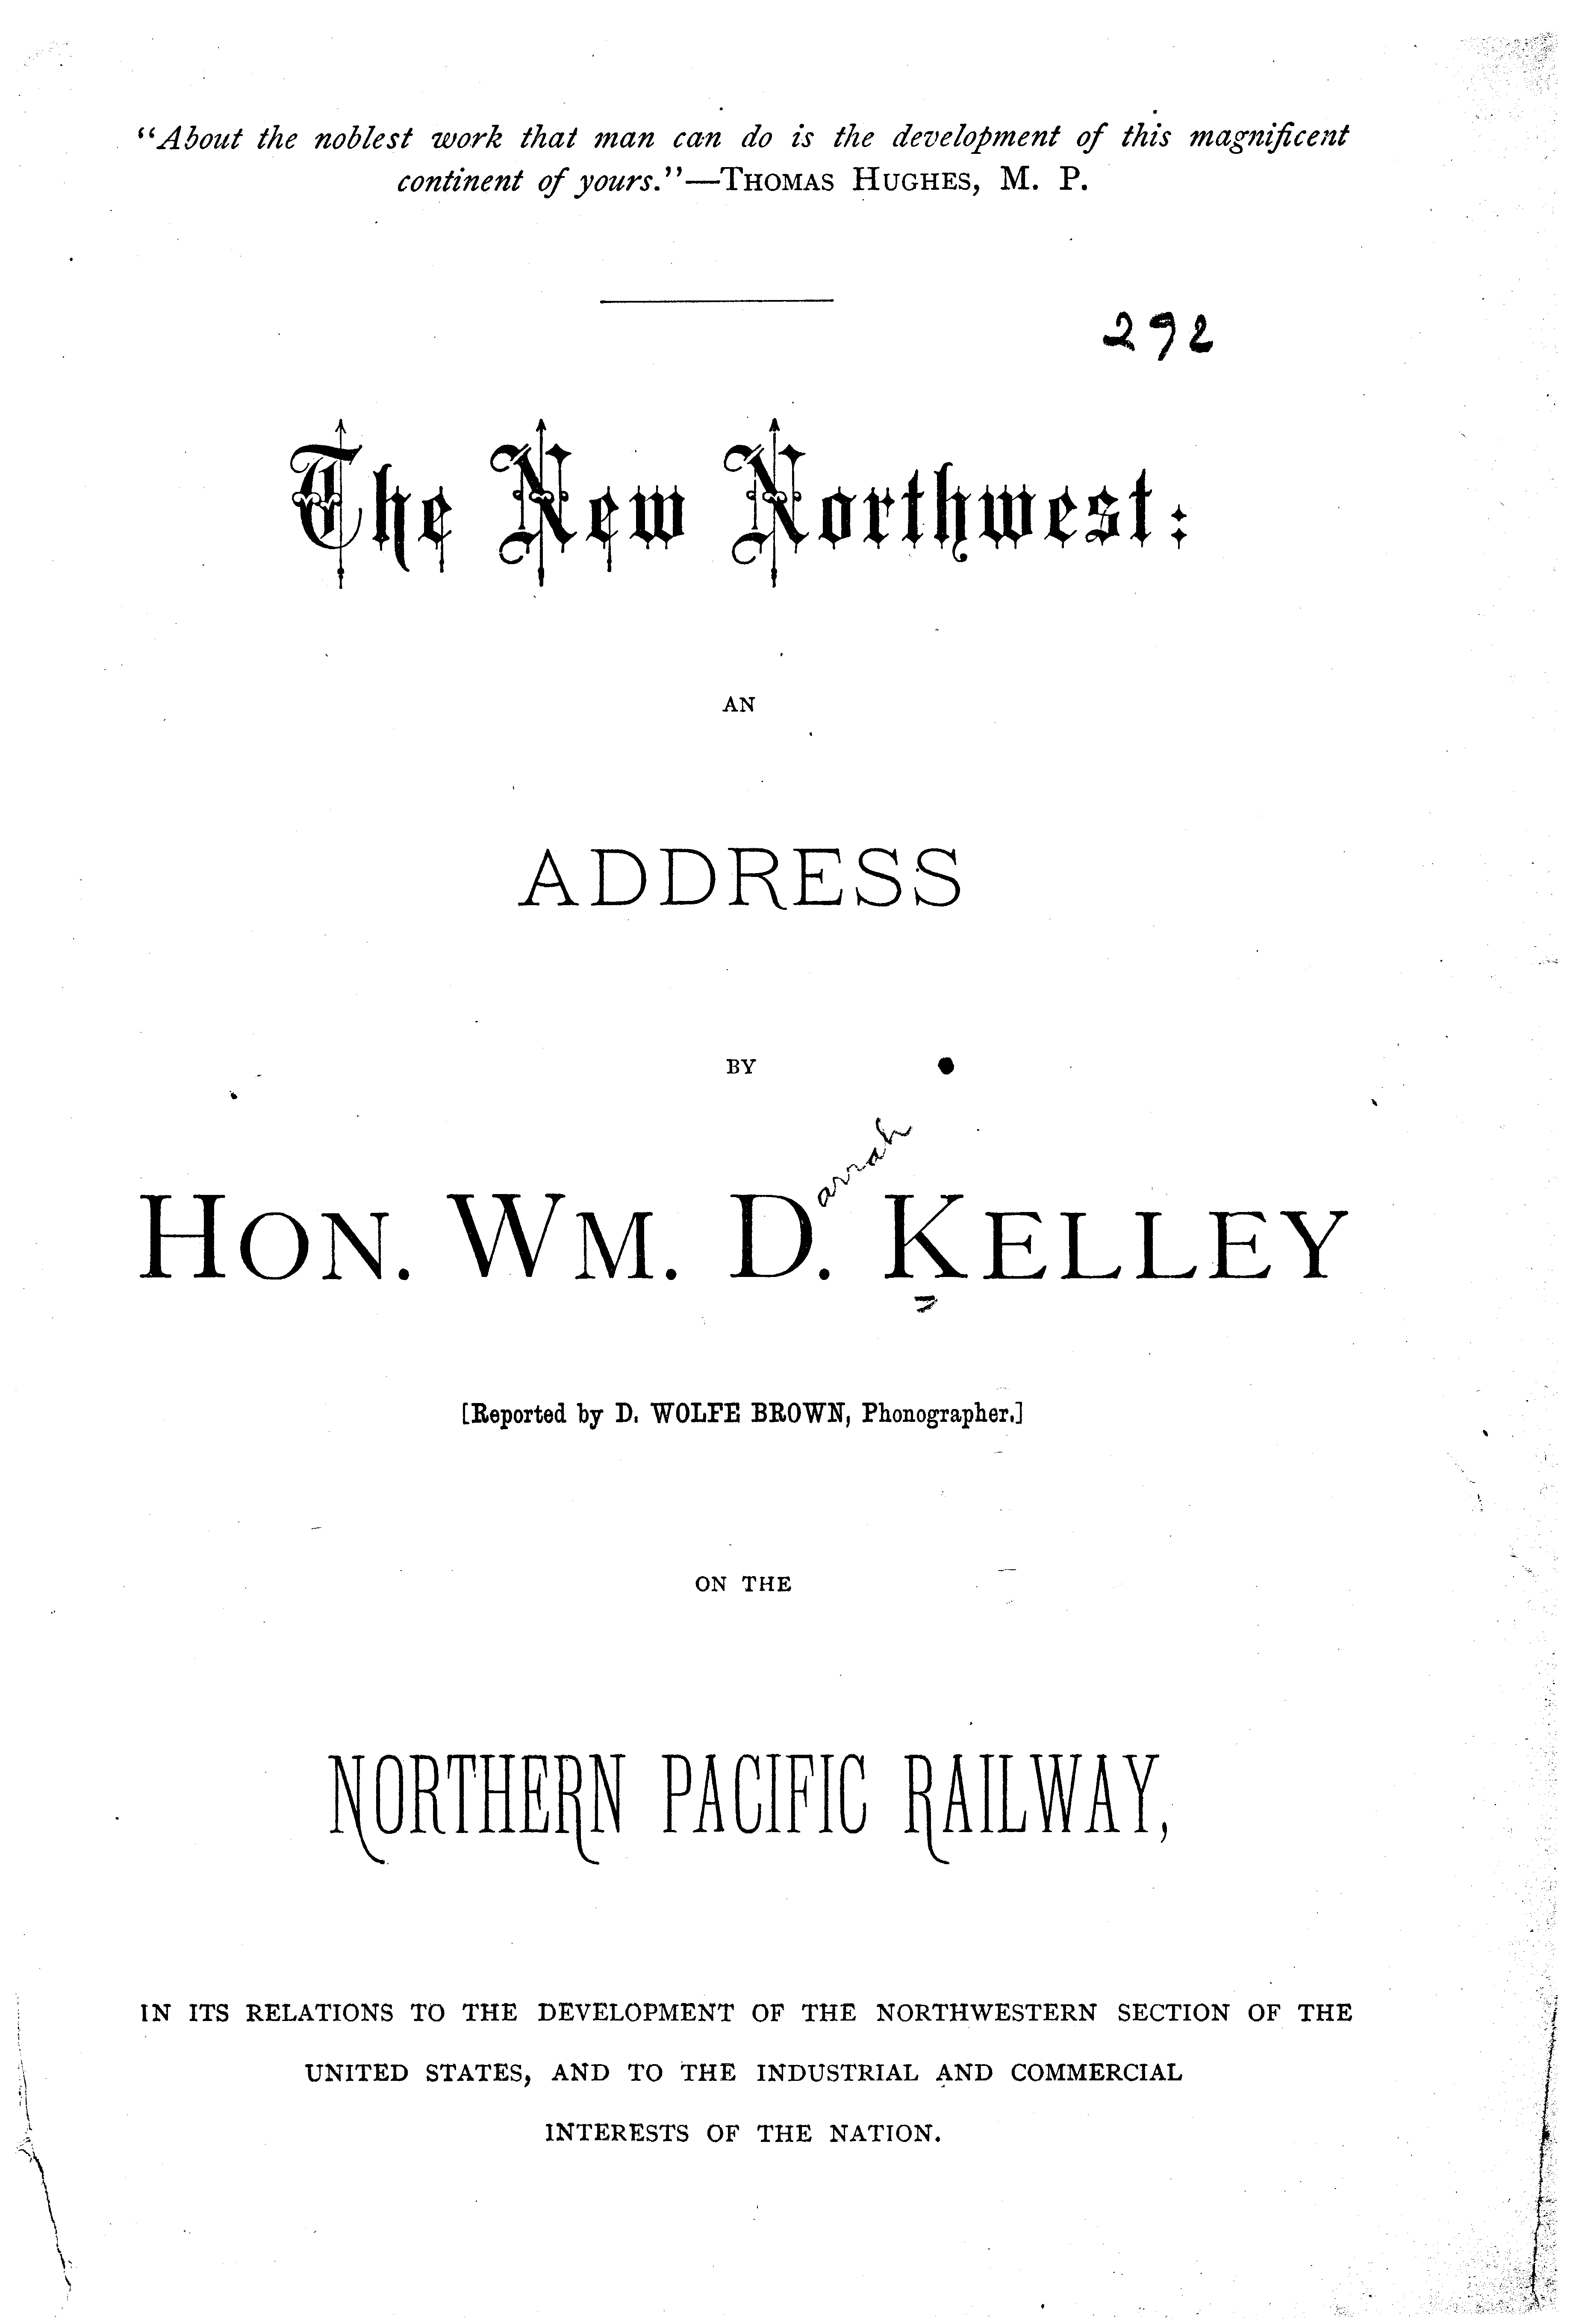 “About the noblest work that man can do is the development of this magnificent
continent of yours.”—THOMAS HUGHES, M. P.
292
The New Northwest:
AN
ADDRESS
BY
arrah
HON. WM. D. KELLEY
[Reported by D. WOLFE BROWN, Phonographer.]
ON THE
NORTHERN PACIFIC RAILWAY,
IN ITS RELATIONS TO THE DEVELOPMENT OF THE NORTHWESTERN SECTION OF THE
UNITED STATES, AND TO THE INDUSTRIAL AND COMMERCIAL
INTERESTS OF THE NATION.